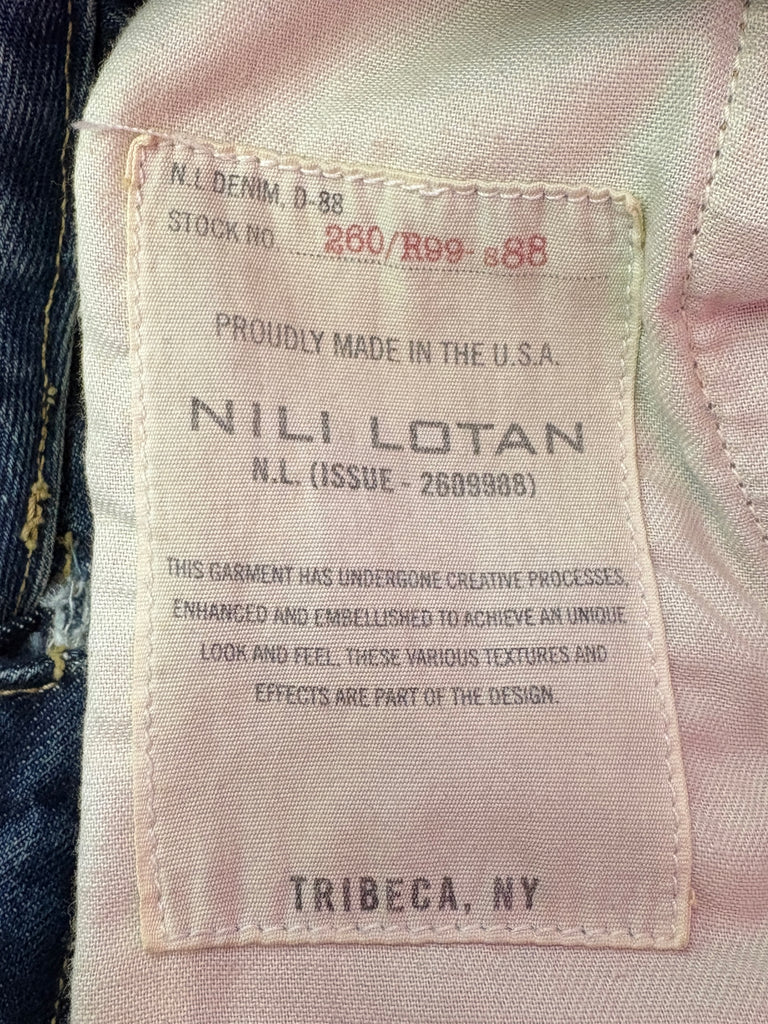 N.L DENIM, D-88
STOCK NO. 260/R99-s88
PROUDLY MADE IN THE U.S.A.
NILI LOTAN
N.L. (ISSUE - 2609988)
THIS GARMENT HAS UNDERGONE CREATIVE PROCESSES,
ENHANCED AND EMBELLISHED TO ACHIEVE AN UNIQUE
LOOK AND FEEL. THESE VARIOUS TEXTURES AND
EFFECTS ARE PART OF THE DESIGN.
TRIBECA, NY